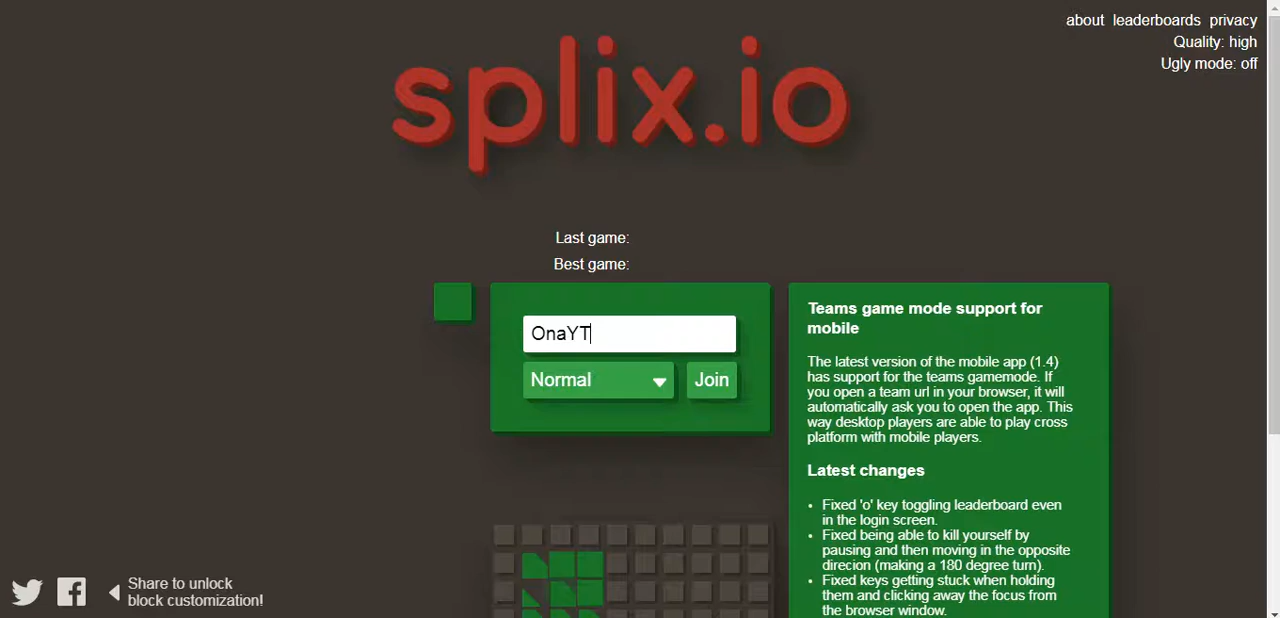 about leaderboards privacy
Quality: high
Ugly mode: off
splix.io
Last game:
Best game:
OnaYT
Normal
Join
Teams game mode support for
mobile
The latest version of the mobile app (1.4)
has support for the teams gamemode. If
you open a team url in your browser, it will
automatically ask you to open the app. This
way desktop players are able to play cross
platform with mobile players.
Latest changes
• Fixed 'o' key toggling leaderboard even
in the login screen.
• Fixed being able to kill yourself by
pausing and then moving in the opposite
direcion (making a 180 degree turn).
• Fixed keys getting stuck when holding
them and clicking away the focus from
the browser window.
Share to unlock
block customization!